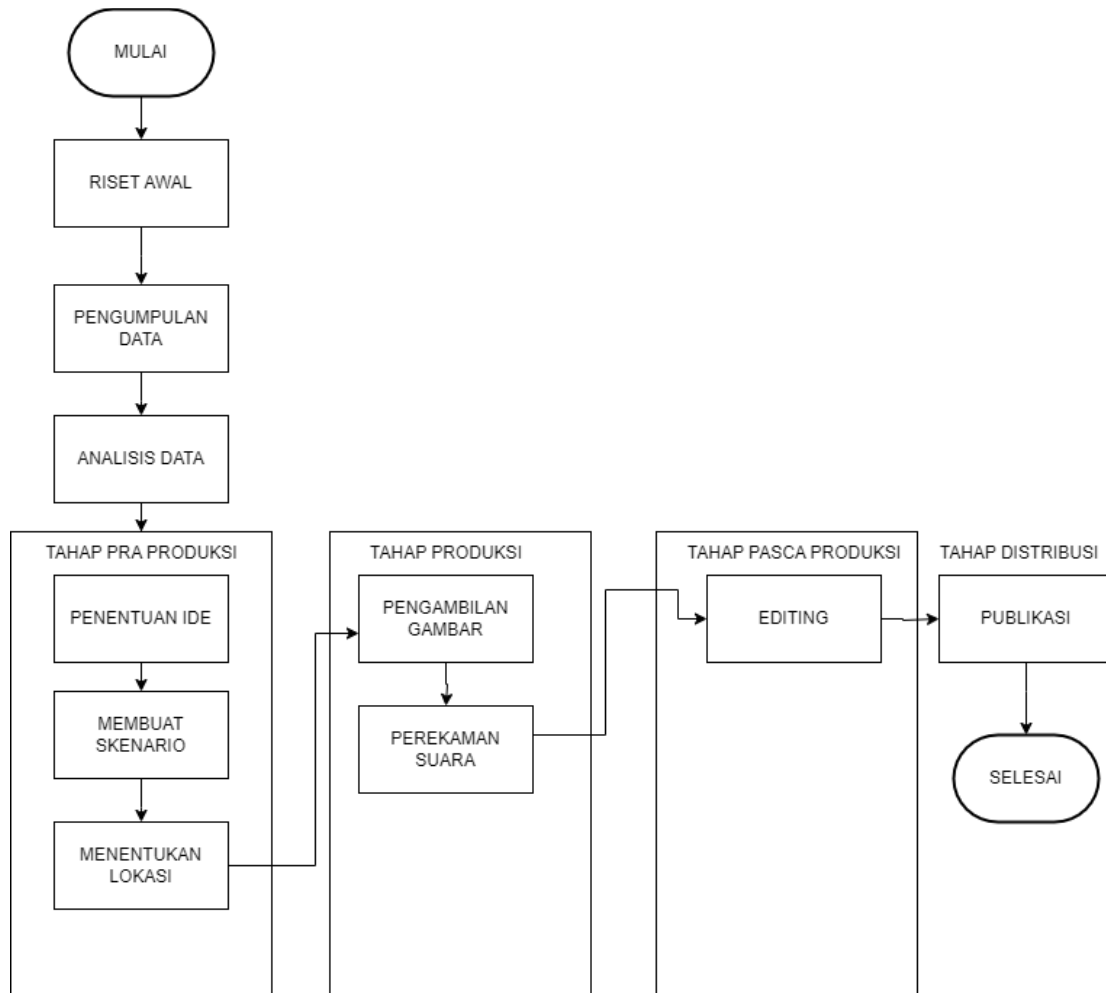 MULAI
RISET AWAL
PENGUMPULAN
DATA
ANALISIS DATA
TAHAP PRA PRODUKSI
PENENTUAN IDE
MEMBUAT
SKENARIO
MENENTUKAN
LOKASI
TAHAP PRODUKSI
PENGAMBILAN
GAMBAR
PEREKAMAN
SUARA
TAHAP PASCA PRODUKSI
EDITING
TAHAP DISTRIBUSI
PUBLIKASI
SELESAI